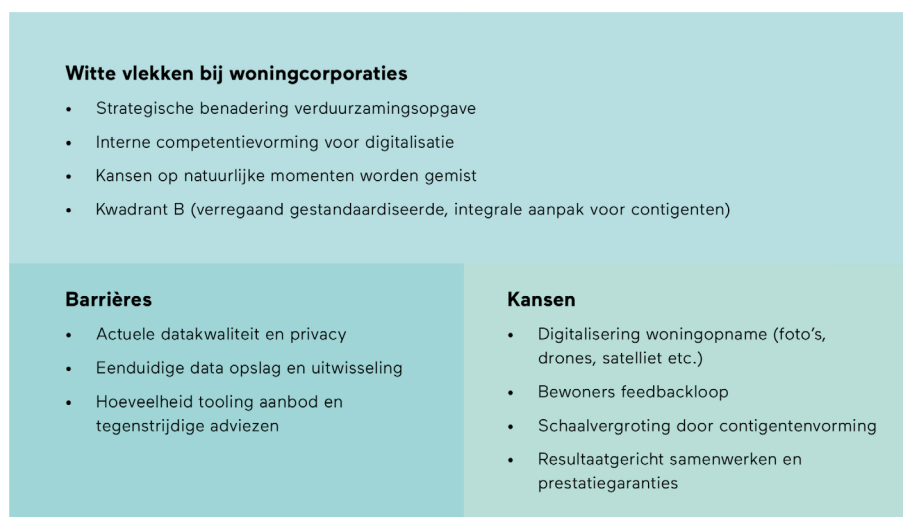 Witte vlekken bij woningcorporaties
• Strategische benadering verduurzamingsopgave
• Interne competentievorming voor digitalisatie
• Kansen op natuurlijke momenten worden gemist
• Kwadrant B (verregaand gestandaardiseerde, integrale aanpak voor contigenten)
Barrières
• Actuele datakwaliteit en privacy
• Eenduidige data opslag en uitwisseling
• Hoeveelheid tooling aanbod en
tegenstrijdige adviezen
Kansen
• Digitalisering woningopname (foto’s,
drones, satelliet etc.)
• Bewoners feedbackloop
• Schaalvergroting door contigentenvorming
• Resultaatgericht samenwerken en
prestatiegaranties